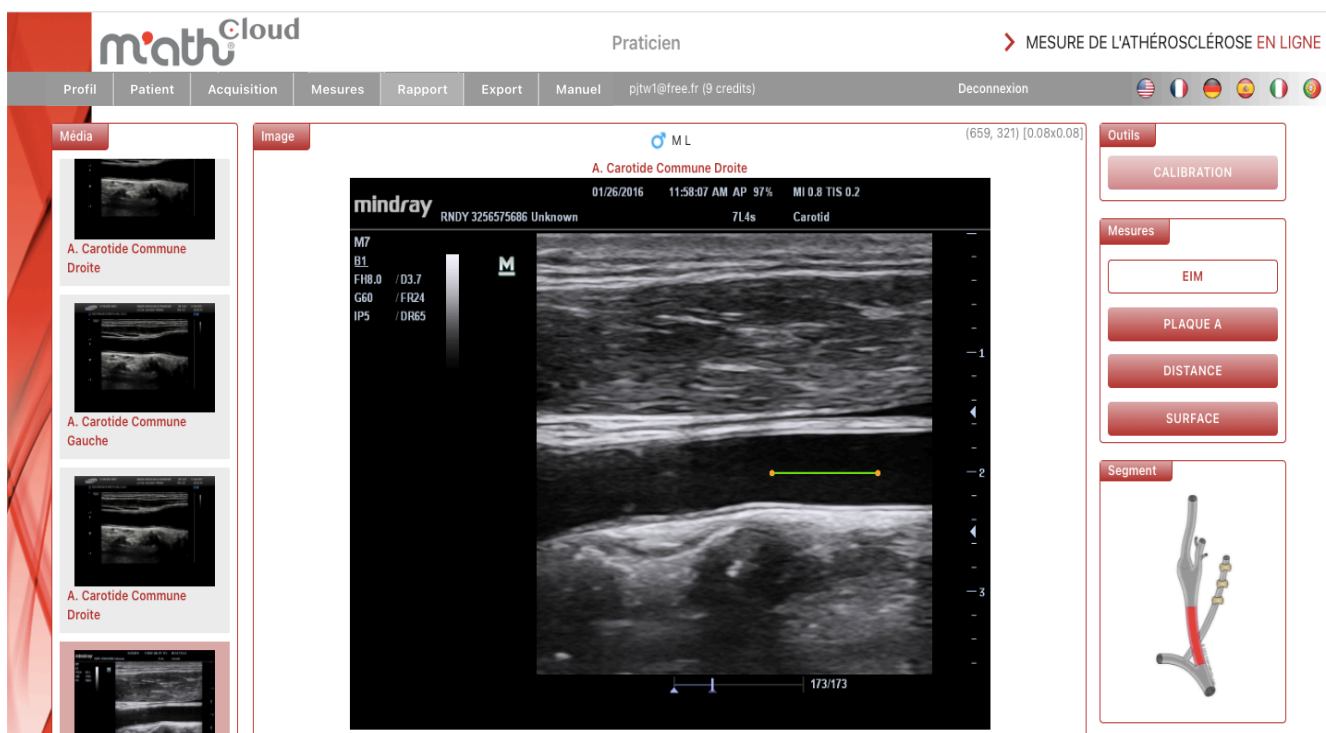 m'ath® Cloud
Praticien
MESURE DE L'ATHÉROSCLÉROSE EN LIGNE
Profil Patient Acquisition Mesures Rapport Export Manuel pjtw1@free.fr (9 credits) Deconnexion
Média
A. Carotide Commune
Droite
A. Carotide Commune
Gauche
A. Carotide Commune
Droite
Image
M L
(659, 321) [0.08x0.08]
A. Carotide Commune Droite
mindray
01/26/2016 11:58:07 AM AP 97% MI 0.8 TIS 0.2
RNDY 3256575686 Unknown 7L4s Carotid
M7
B1
FH8.0 /D3.7
G60 /FR24
IP5 /DR65
M
1
2
3
173/173
Outils
CALIBRATION
Mesures
EIM
PLAQUE A
DISTANCE
SURFACE
Segment